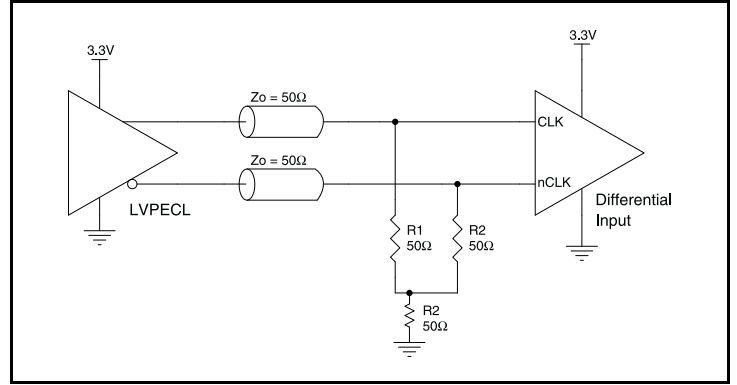 3.3V
3.3V
Zo = 50Ω
CLK
Zo = 50Ω
nCLK
LVPECL
Differential
Input
R1
50Ω
R2
50Ω
R2
50Ω